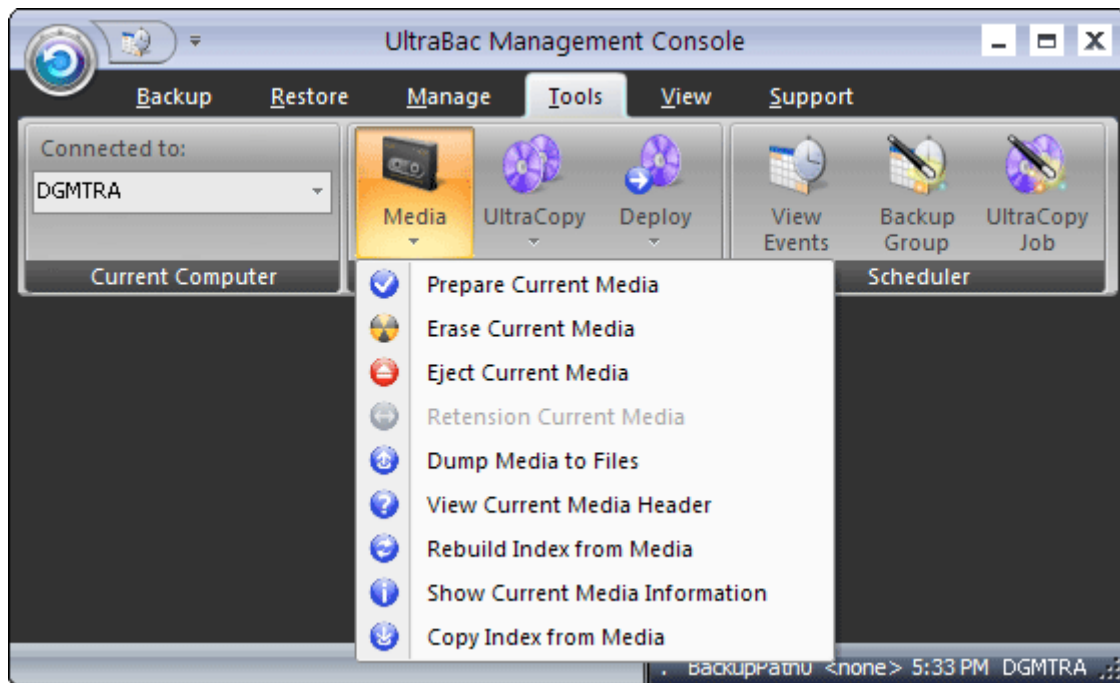 UltraBac Management Console
Backup Restore Manage Tools View Support
Connected to:
DGMTRA
Media UltraCopy Deploy View Events Backup Group UltraCopy Job
Current Computer Scheduler
Prepare Current Media
Erase Current Media
Eject Current Media
Retension Current Media
Dump Media to Files
View Current Media Header
Rebuild Index from Media
Show Current Media Information
Copy Index from Media
. BackupPath0 <none> 5:33 PM DGMTRA